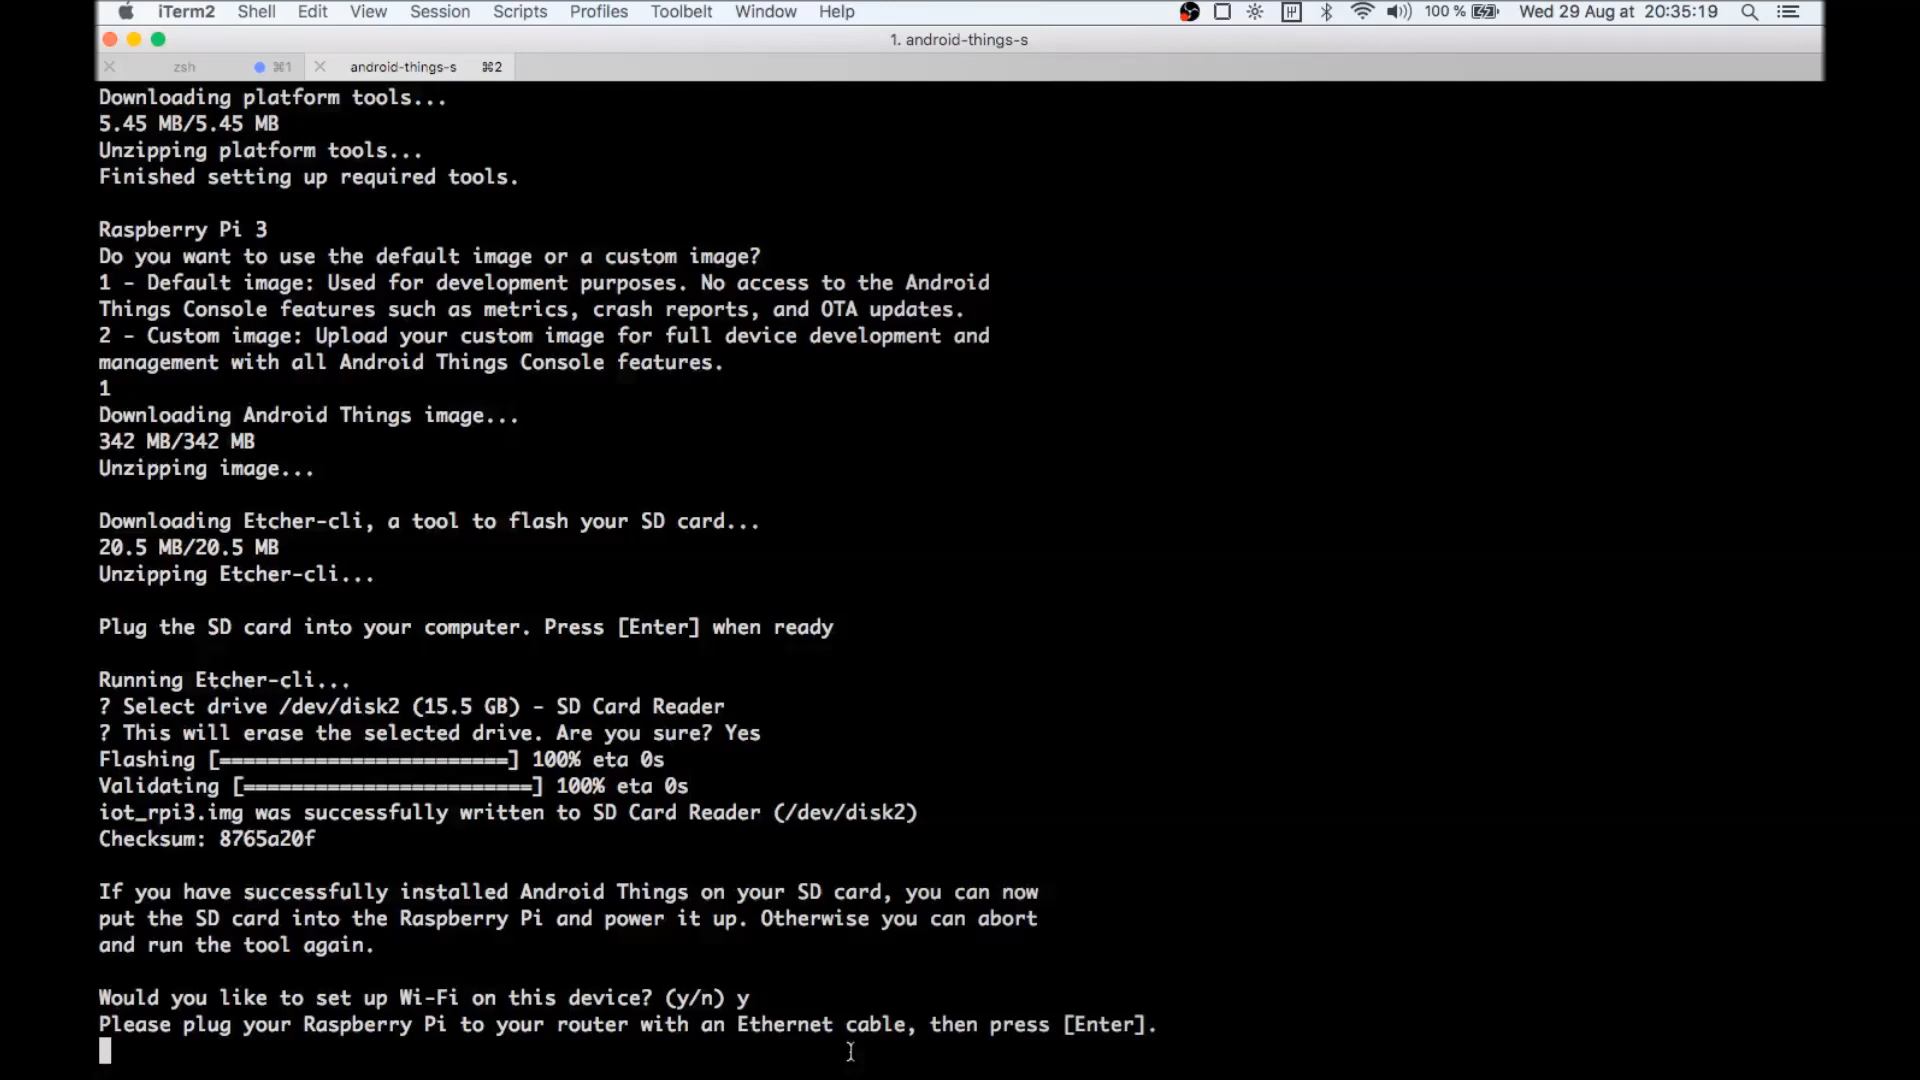 iTerm2 Shell Edit View Session Scripts Profiles Toolbelt Window Help 100 % Wed 29 Aug at 20:35:19
1. android-things-s
zsh ⌘1 android-things-s ⌘2
Downloading platform tools...
5.45 MB/5.45 MB
Unzipping platform tools...
Finished setting up required tools.
Raspberry Pi 3
Do you want to use the default image or a custom image?
1 - Default image: Used for development purposes. No access to the Android
Things Console features such as metrics, crash reports, and OTA updates.
2 - Custom image: Upload your custom image for full device development and
management with all Android Things Console features.
1
Downloading Android Things image...
342 MB/342 MB
Unzipping image...
Downloading Etcher-cli, a tool to flash your SD card...
20.5 MB/20.5 MB
Unzipping Etcher-cli...
Plug the SD card into your computer. Press [Enter] when ready
Running Etcher-cli...
? Select drive /dev/disk2 (15.5 GB) - SD Card Reader
? This will erase the selected drive. Are you sure? Yes
Flashing [========================] 100% eta 0s
Validating [========================] 100% eta 0s
iot_rpi3.img was successfully written to SD Card Reader (/dev/disk2)
Checksum: 8765a20f
If you have successfully installed Android Things on your SD card, you can now
put the SD card into the Raspberry Pi and power it up. Otherwise you can abort
and run the tool again.
Would you like to set up Wi-Fi on this device? (y/n) y
Please plug your Raspberry Pi to your router with an Ethernet cable, then press [Enter].